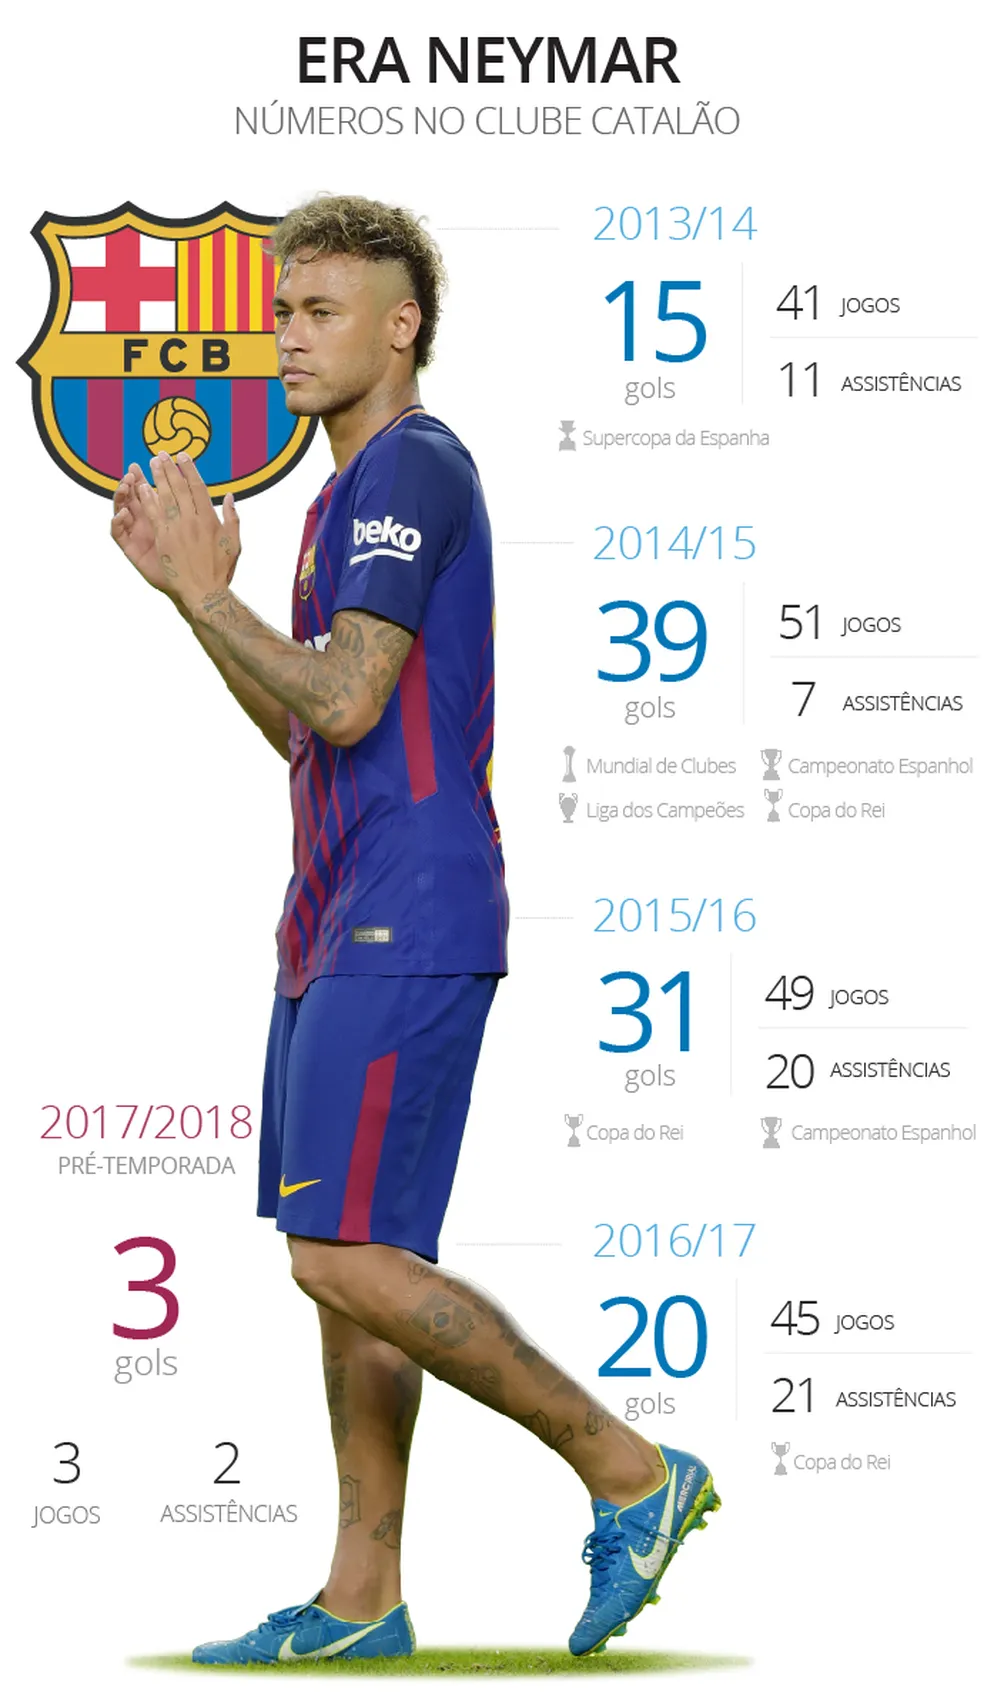 ERA NEYMAR
NÚMEROS NO CLUBE CATALÃO
FCB
beko
2013/14
15
gols
41 JOGOS
11 ASSISTÊNCIAS
Supercopa da Espanha
2014/15
39
gols
51 JOGOS
7 ASSISTÊNCIAS
Mundial de Clubes
Campeonato Espanhol
Liga dos Campeões
Copa do Rei
2015/16
31
gols
49 JOGOS
20 ASSISTÊNCIAS
Copa do Rei
Campeonato Espanhol
2016/17
20
gols
45 JOGOS
21 ASSISTÊNCIAS
Copa do Rei
2017/2018
PRÉ-TEMPORADA
3
gols
3
JOGOS
2
ASSISTÊNCIAS
MERCURIAL